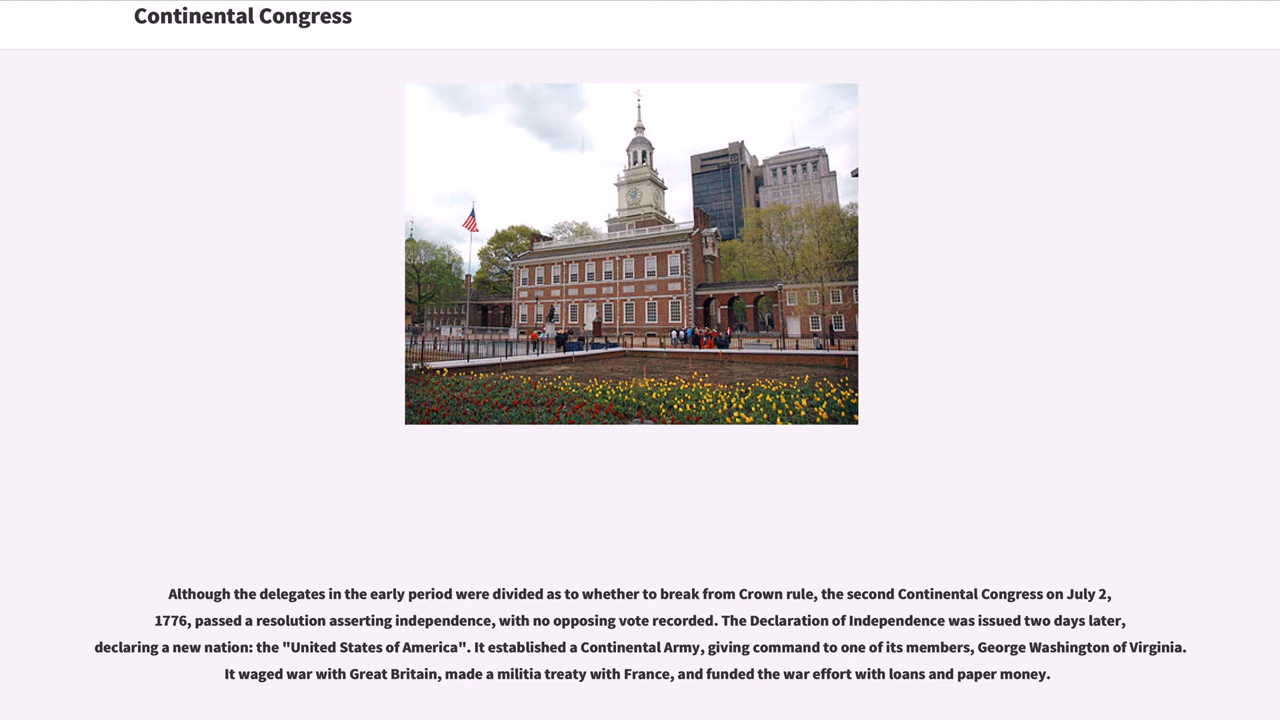 Continental Congress
Although the delegates in the early period were divided as to whether to break from Crown rule, the second Continental Congress on July 2,
1776, passed a resolution asserting independence, with no opposing vote recorded. The Declaration of Independence was issued two days later,
declaring a new nation: the "United States of America". It established a Continental Army, giving command to one of its members, George Washington of Virginia.
It waged war with Great Britain, made a militia treaty with France, and funded the war effort with loans and paper money.